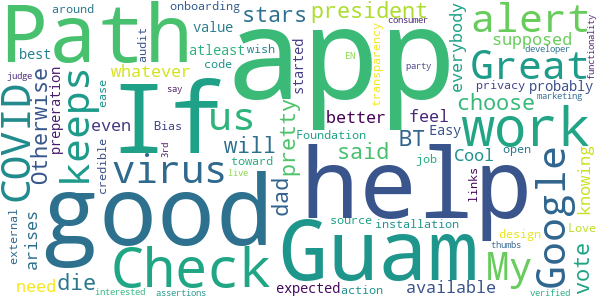 Path
app
If
good
help
Guam
Check
work
Great
Google
virus
keeps
COVID
us
My
alert
president
stars
onboarding
value
around
atleast
wish
best
code
audit
supposed
everybody
consumer
developer
functionality
judge
say
EN
transparency
party
privacy
probably
marketing
choose
started
whatever
preperation
Otherwise
ease
even
Bias
3rd
credible
will
pretty
better
feel
BT
Easy
Foundation
toward
said
Cool
job
open
knowing
links
dad
live
source
installation
design
Love
vote
thumbs
external
arises
need
die
interested
assertions
expected
action
available
verified